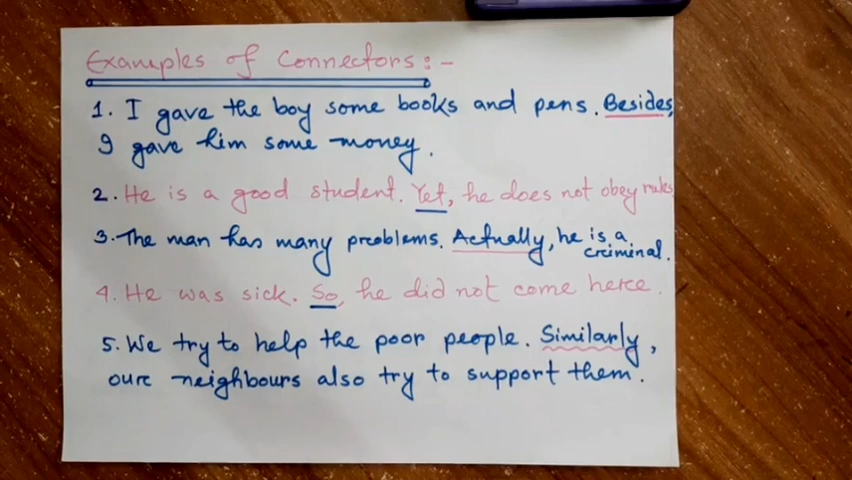 Examples of Connectors:-
1. I gave the boy some books and pens. Besides,
I gave him some money.
2. He is a good student. Yet, he does not obey rules
3. The man has many problems. Actually, he is a
criminal.
4. He was sick. So, he did not come here.
5. We try to help the poor people. Similarly,
our neighbours also try to support them.